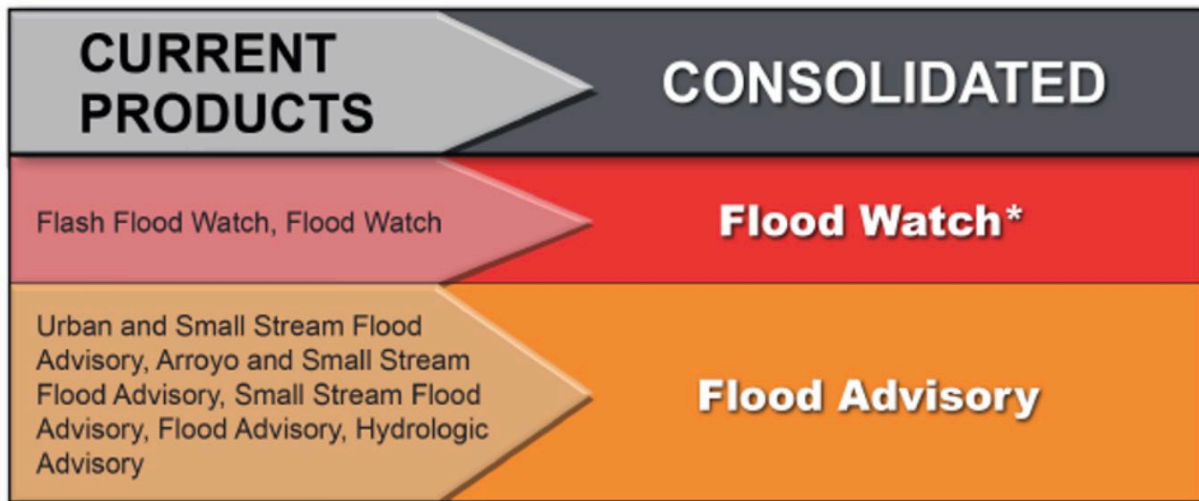 CURRENT
PRODUCTS
CONSOLIDATED
Flash Flood Watch, Flood Watch
Flood Watch*
Urban and Small Stream Flood
Advisory, Arroyo and Small Stream
Flood Advisory, Small Stream Flood
Advisory, Flood Advisory, Hydrologic
Advisory
Flood Advisory